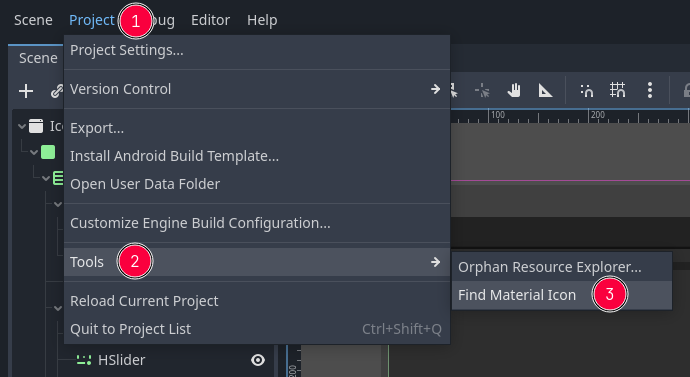 Scene Project 1 bug Editor Help
Project Settings...
Scene
Version Control
100 200
Export...
Install Android Build Template...
Open User Data Folder
Customize Engine Build Configuration...
Tools 2
Orphan Resource Explorer...
Find Material Icon 3
Reload Current Project
Quit to Project List Ctrl+Shift+Q
HSlider
200